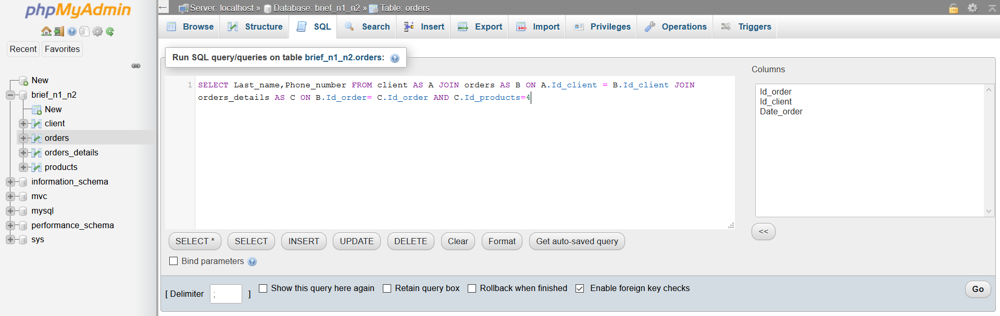 phpMyAdmin
Recent
Favorites
New
brief_n1_n2
New
client
orders
orders_details
products
information_schema
mvc
mysql
performance_schema
sys
← Server: localhost » Database: brief_n1_n2 » Table: orders
Browse Structure SQL Search Insert Export Import Privileges Operations Triggers
Run SQL query/queries on table brief_n1_n2.orders:
1 SELECT Last_name,Phone_number FROM client AS A JOIN orders AS B ON A.Id_client = B.Id_client JOIN
orders_details AS C ON B.Id_order= C.Id_order AND C.Id_products=4
Columns
Id_order
Id_client
Date_order
<<
SELECT * SELECT INSERT UPDATE DELETE Clear Format Get auto-saved query
Bind parameters
[ Delimiter ; ] Show this query here again Retain query box Rollback when finished Enable foreign key checks
Go